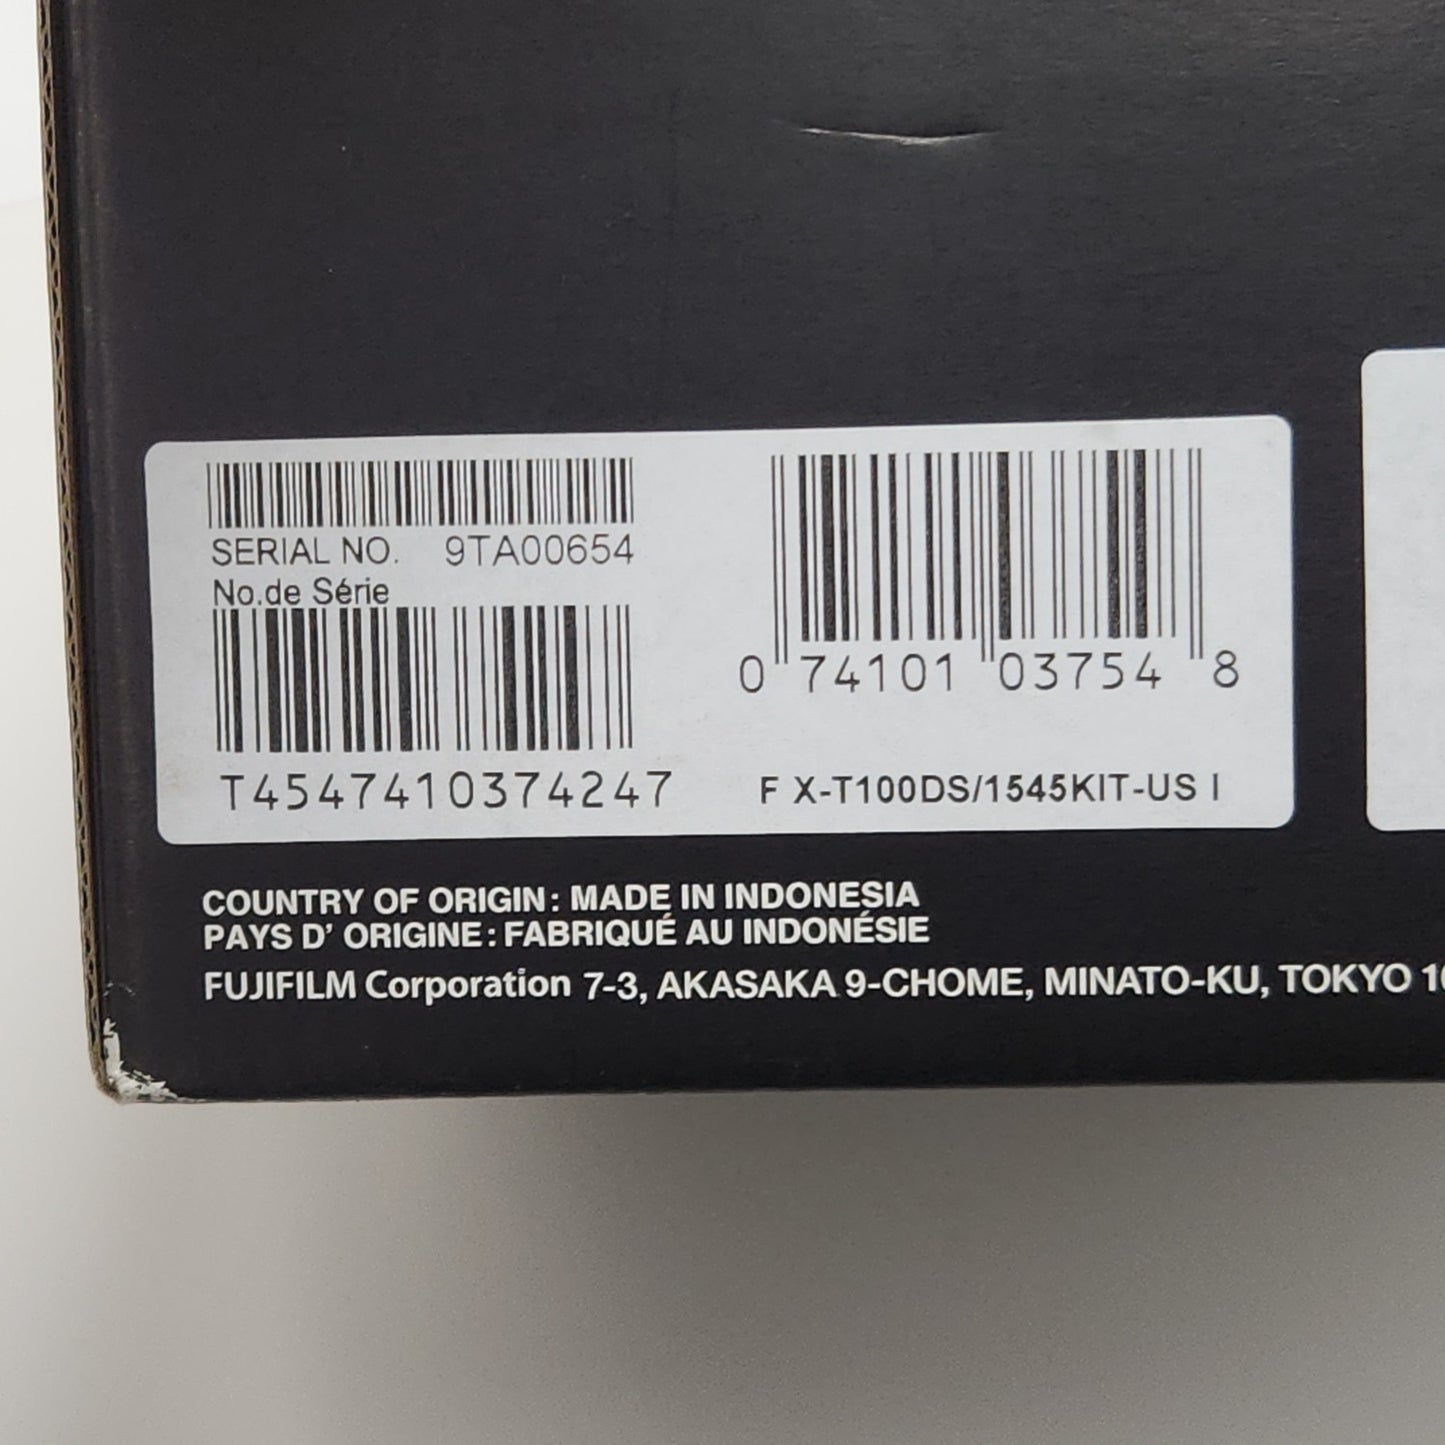 SERIAL NO. 9TA00654
No.de Série
T4547410374247
0 74101 03754 8
F X-T100DS/1545KIT-US I
COUNTRY OF ORIGIN: MADE IN INDONESIA
PAYS D' ORIGINE: FABRIQUÉ AU INDONÉSIE
FUJIFILM Corporation 7-3, AKASAKA 9-CHOME, MINATO-KU, TOKYO